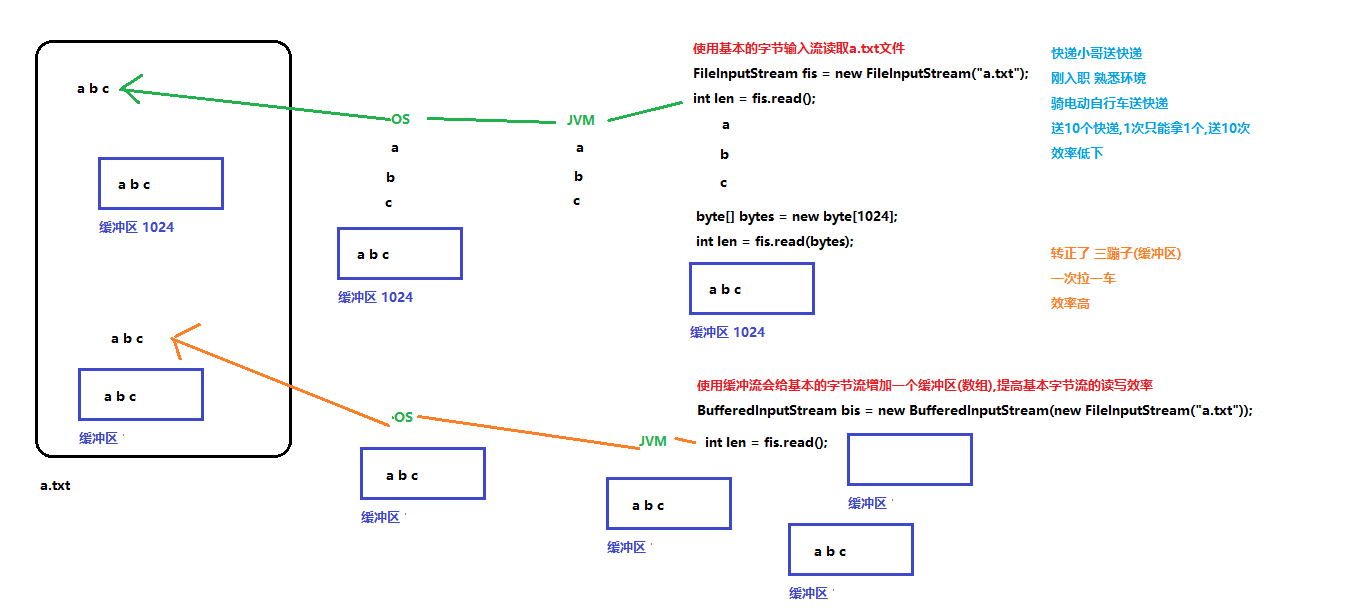 使用基本的字节输入流读取a.txt文件
FileInputStream fis = new FileInputStream("a.txt");
int len = fis.read();
a
b
c
byte[] bytes = new byte[1024];
int len = fis.read(bytes);
a b c
缓冲区 1024
快递小哥送快递
刚入职 熟悉环境
骑电动自行车送快递
送10个快递,1次只能拿1个,送10次
效率低下
转正了 三蹦子(缓冲区)
一次拉一车
效率高
JVM
a
b
c
OS
a
b
c
a b c
缓冲区 1024
a b c
a b c
缓冲区 1024
a b c
a b c
缓冲区
a.txt
使用缓冲流会给基本的字节流增加一个缓冲区(数组),提高基本字节流的读写效率
BufferedInputStream bis = new BufferedInputStream(new FileInputStream("a.txt"));
int len = fis.read();
缓冲区
a b c
缓冲区
JVM
a b c
缓冲区
OS
a b c
缓冲区